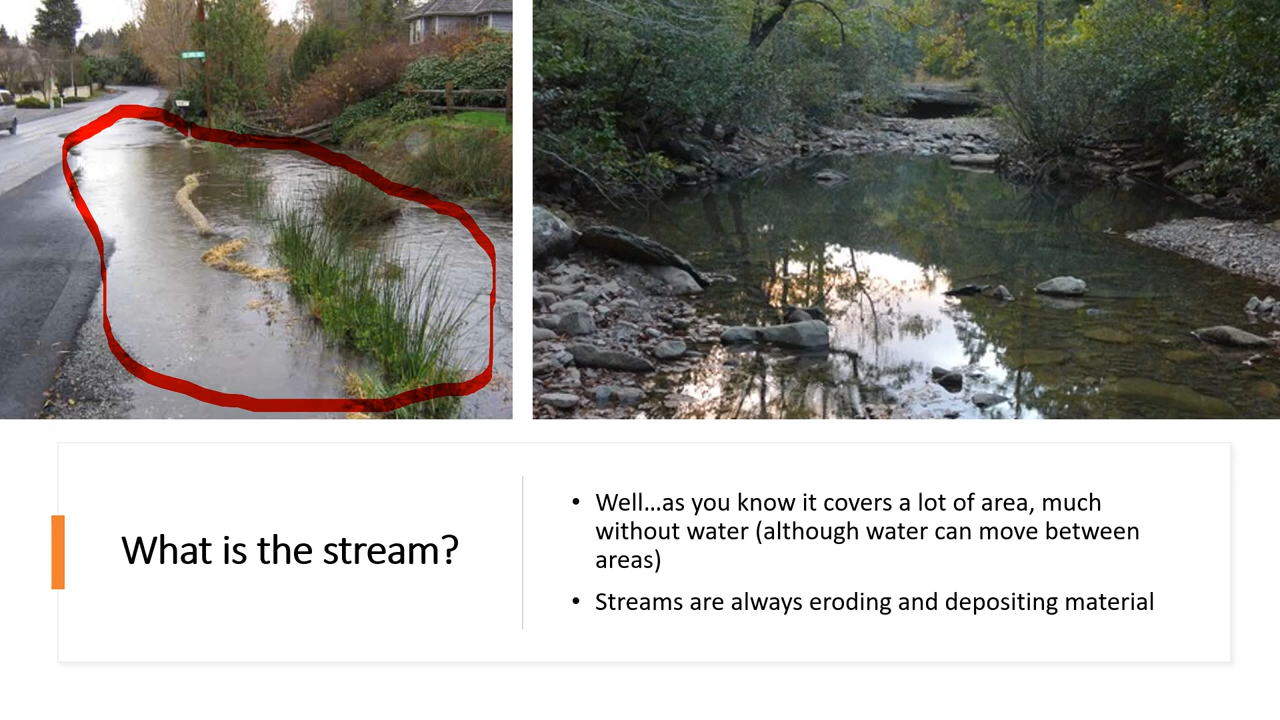 What is the stream?
• Well…as you know it covers a lot of area, much
without water (although water can move between
areas)
• Streams are always eroding and depositing material